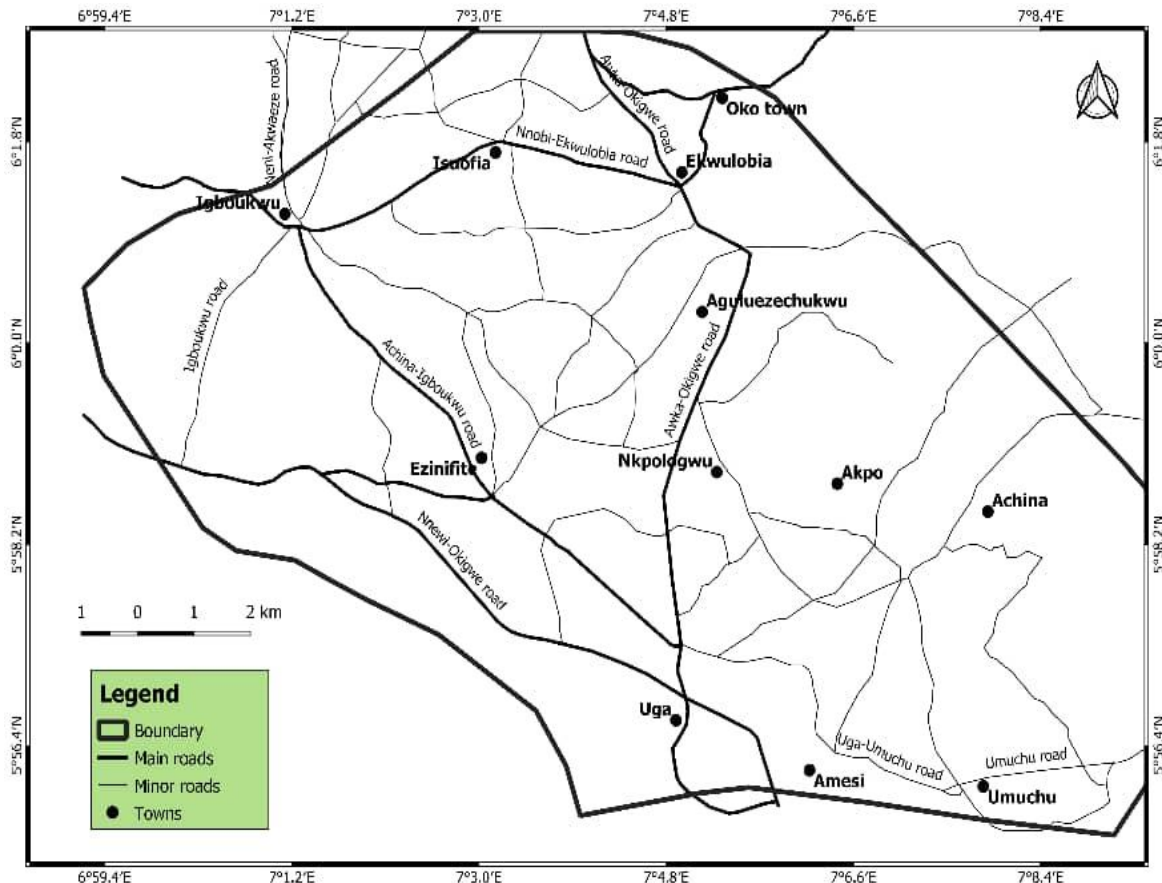 6°59.4'E 7°1.2'E 7°3.0'E 7°4.8'E 7°6.6'E 7°8.4'E
6°1.8'N
6°0.0'N
5°58.2'N
5°56.4'N
6°1.8'N
6°0.0'N
5°58.2'N
5°56.4'N
Neni-Akwaeze road
Awka-Okigwe road
Oko town
Nnobi-Ekwulobia road
Isuofia
Ekwulobia
Igboukwu
Igboukwu road
Aguluezechukwu
Achina-Igboukwu road
Awka-Okigwe road
Ezinifite
Nkpologwu
Akpo
Achina
Nnewi-Okigwe road
1 0 1 2 km
Legend
Boundary
Main roads
Minor roads
Towns
Uga
Uga-Umuchu road
Umuchu road
Amesi
Umuchu
6°59.4'E 7°1.2'E 7°3.0'E 7°4.8'E 7°6.6'E 7°8.4'E